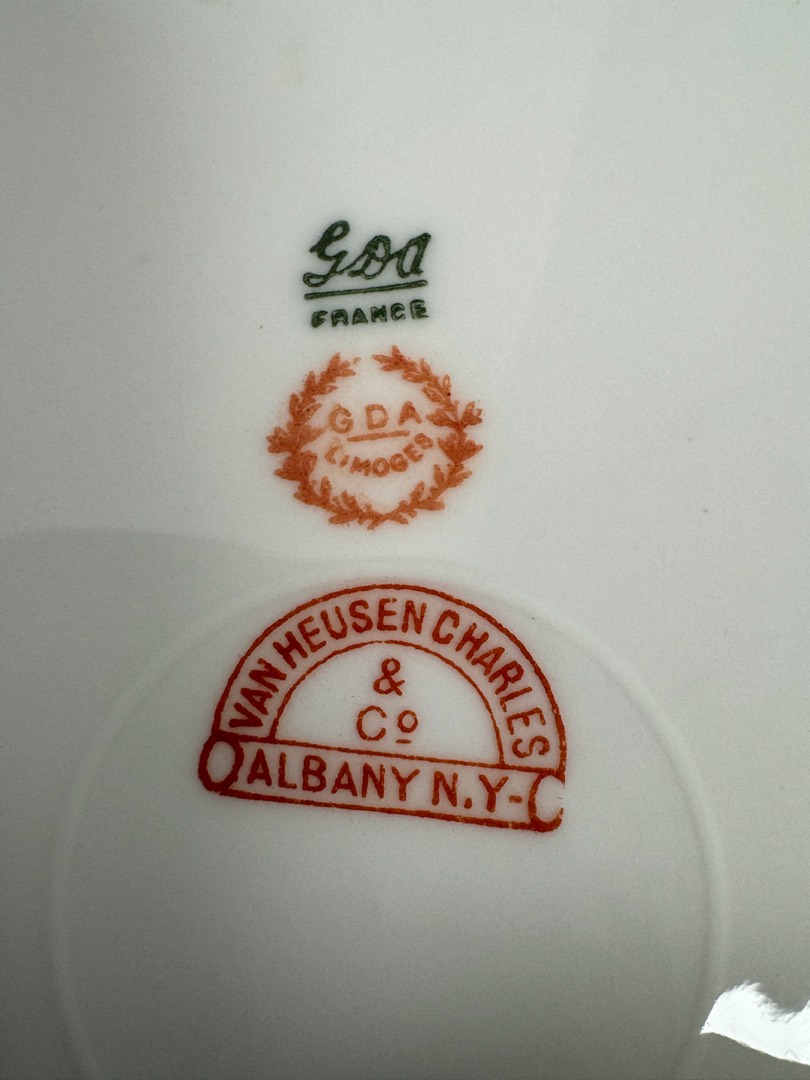 GDA
FRANCE
GDA
LIMOGES
VAN HEUSEN CHARLES
&
Cº
ALBANY N.Y-